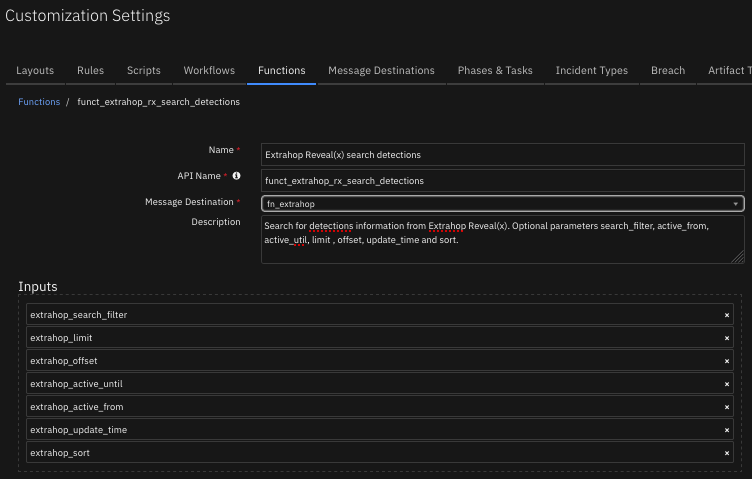 Customization Settings
Layouts Rules Scripts Workflows Functions Message Destinations Phases & Tasks Incident Types Breach Artifact T
Functions / funct_extrahop_rx_search_detections
Name * Extrahop Reveal(x) search detections
API Name * funct_extrahop_rx_search_detections
Message Destination * fn_extrahop
Description Search for detections information from Extrahop Reveal(x). Optional parameters search_filter, active_from,
active_util, limit , offset, update_time and sort.
Inputs
extrahop_search_filter ×
extrahop_limit ×
extrahop_offset ×
extrahop_active_until ×
extrahop_active_from ×
extrahop_update_time ×
extrahop_sort ×